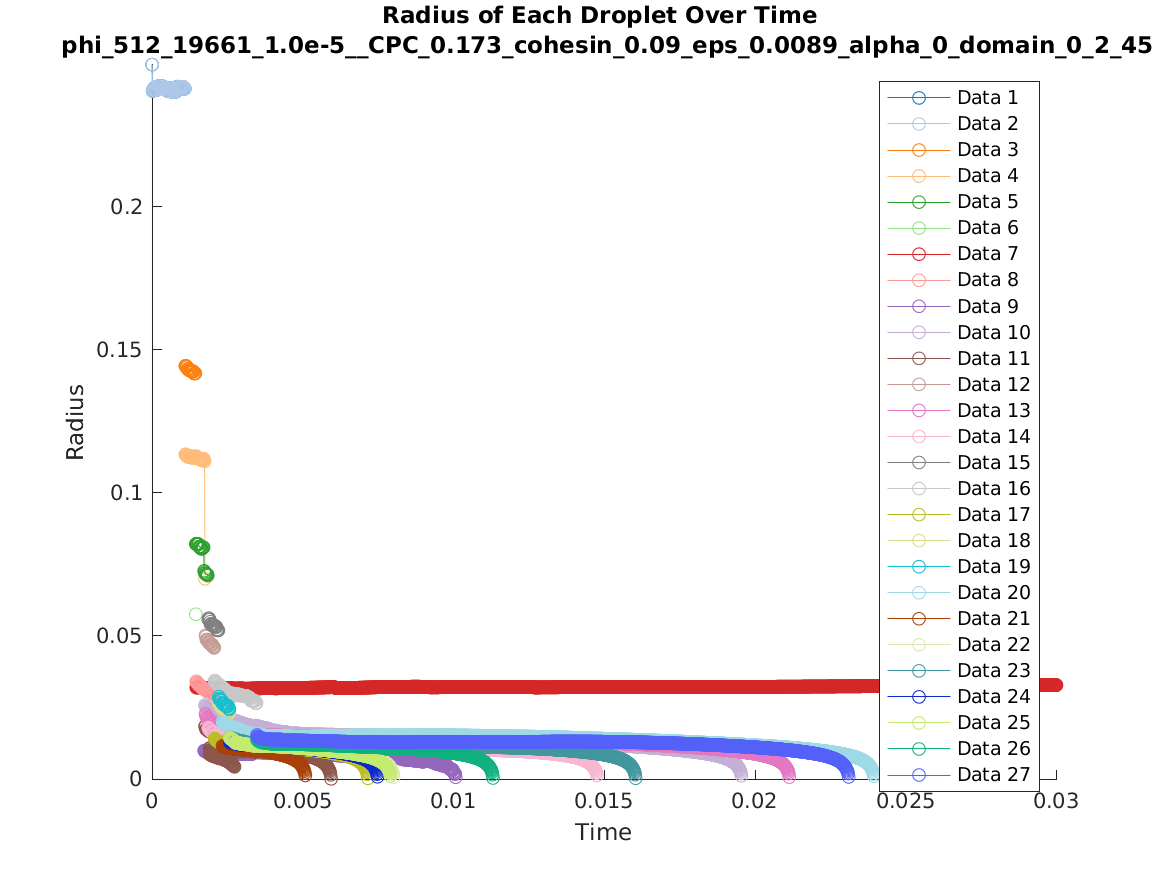 Radius of Each Droplet Over Time
phi_512_19661_1.0e-5__CPC_0.173_cohesin_0.09_eps_0.0089_alpha_0_domain_0_2_45
Radius
0.2
0.15
0.1
0.05
0
0
0.005
0.01
0.015
0.02
0.025
0.03
Time
Data 1
Data 2
Data 3
Data 4
Data 5
Data 6
Data 7
Data 8
Data 9
Data 10
Data 11
Data 12
Data 13
Data 14
Data 15
Data 16
Data 17
Data 18
Data 19
Data 20
Data 21
Data 22
Data 23
Data 24
Data 25
Data 26
Data 27